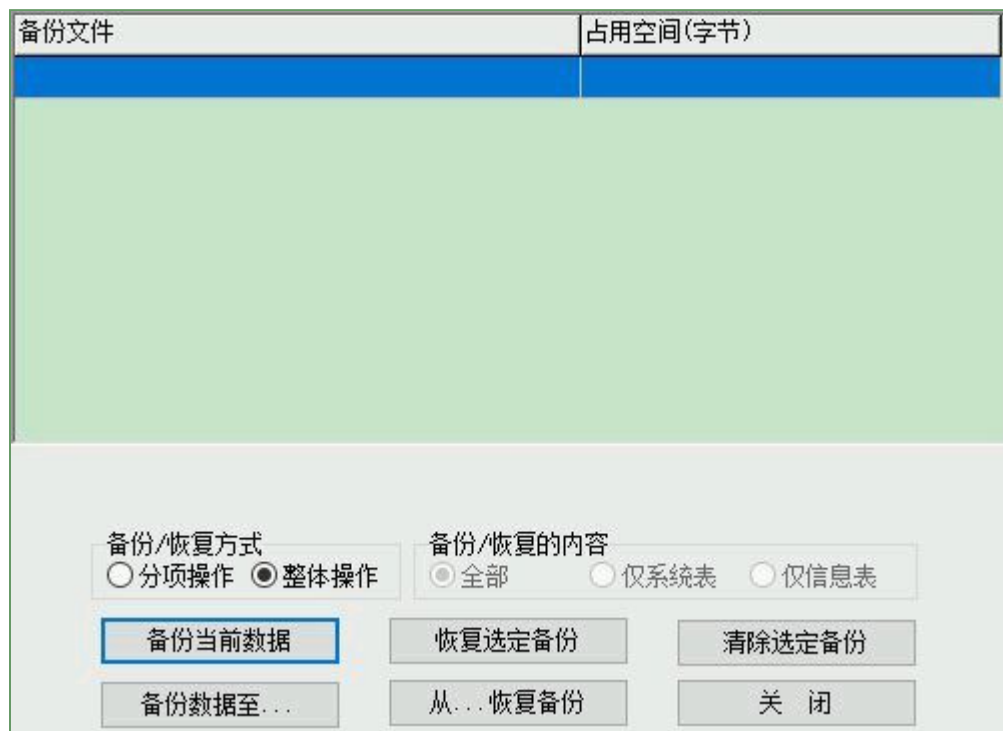 备份文件 占用空间(字节)
备份/恢复方式 备份/恢复的内容
分项操作 整体操作 全部 仅系统表 仅信息表
备份当前数据 恢复选定备份 清除选定备份
备份数据至... 从...恢复备份 关 闭